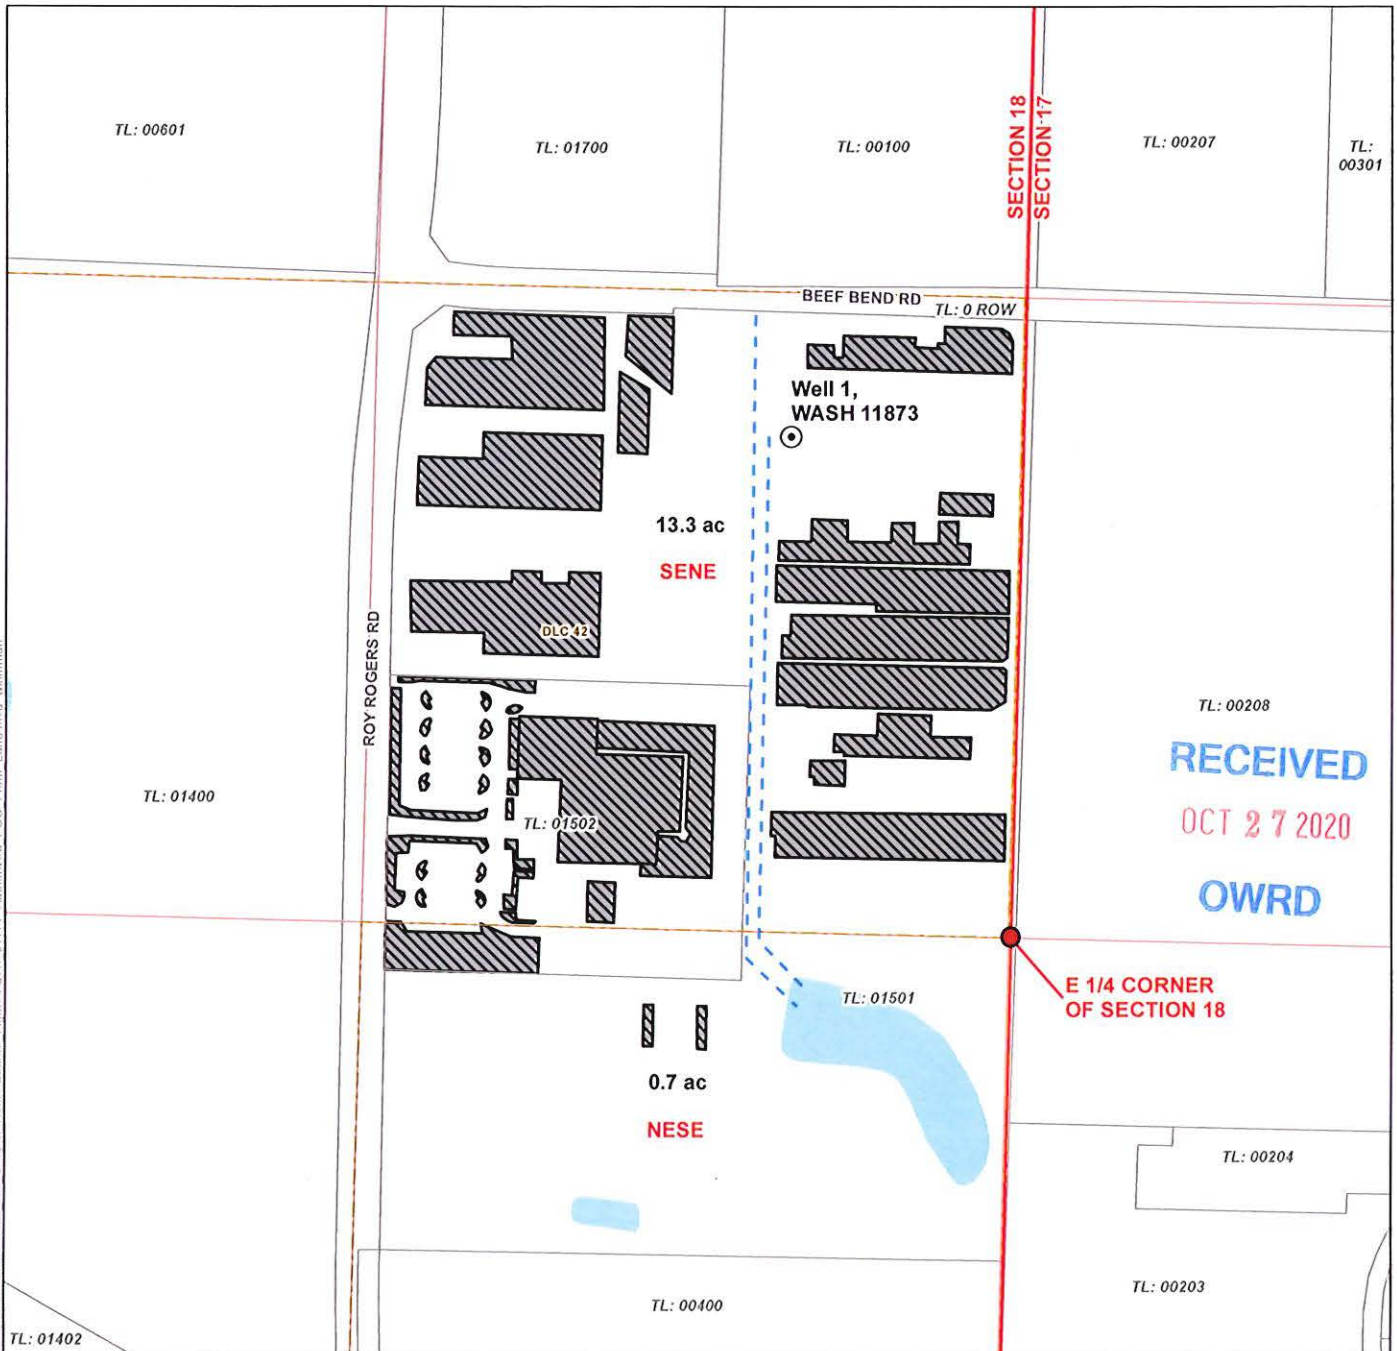 TL: 00601
TL: 01700
TL: 00100
SECTION 18
SECTION 17
TL: 00207
TL:
00301
BEEF BEND RD
TL: 0 ROW
Well 1,
WASH 11873
13.3 ac
SENE
DLC 42
ROY ROGERS RD
TL: 00208
RECEIVED
OCT 27 2020
OWRD
TL: 01400
TL: 01502
E 1/4 CORNER
OF SECTION 18
TL: 01501
0.7 ac
NESE
TL: 00204
TL: 00203
TL: 00400
TL: 01402